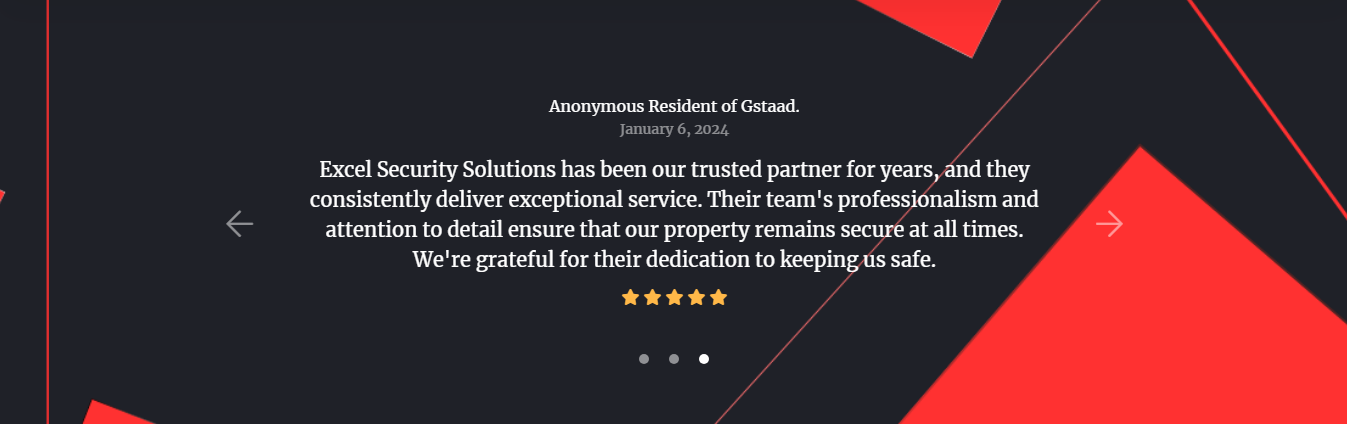 Anonymous Resident of Gstaad.
January 6, 2024
Excel Security Solutions has been our trusted partner for years, and they
consistently deliver exceptional service. Their team's professionalism and
attention to detail ensure that our property remains secure at all times.
We're grateful for their dedication to keeping us safe.